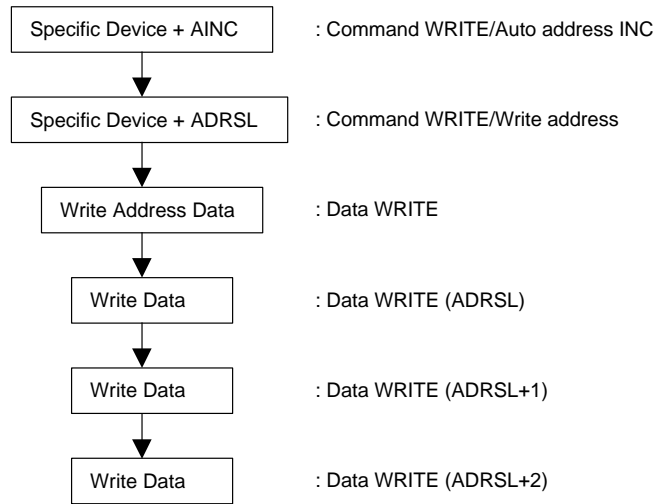 Specific Device + AINC : Command WRITE/Auto address INC
Specific Device + ADRSL : Command WRITE/Write address
Write Address Data : Data WRITE
Write Data : Data WRITE (ADRSL)
Write Data : Data WRITE (ADRSL+1)
Write Data : Data WRITE (ADRSL+2)